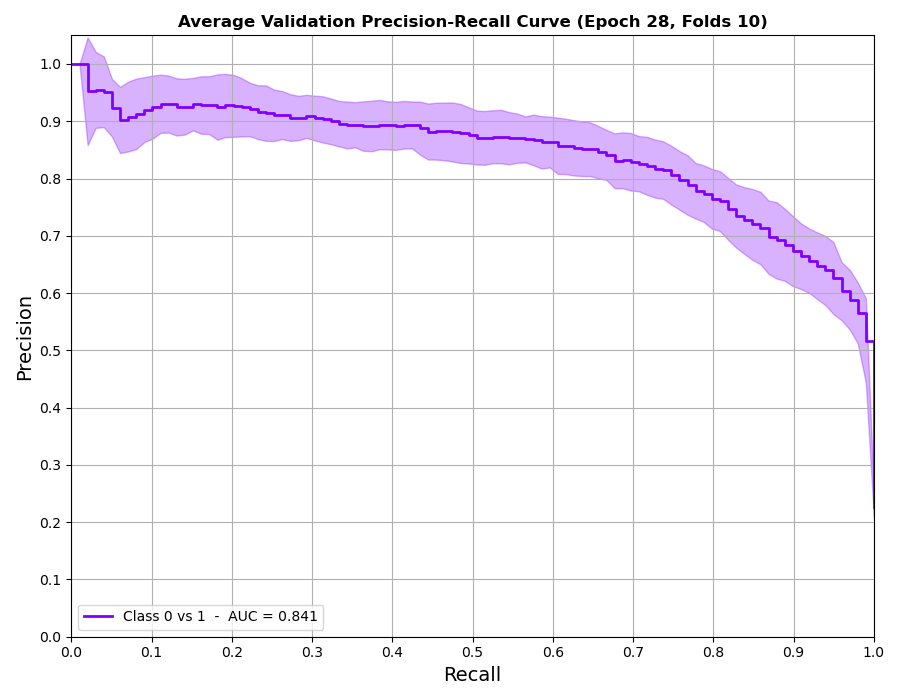 Average Validation Precision-Recall Curve (Epoch 28, Folds 10)
Precision
1.0
0.9
0.8
0.7
0.6
0.5
0.4
0.3
0.2
0.1
0.0
Class 0 vs 1 - AUC = 0.841
0.0 0.1 0.2 0.3 0.4 0.5 0.6 0.7 0.8 0.9 1.0
Recall